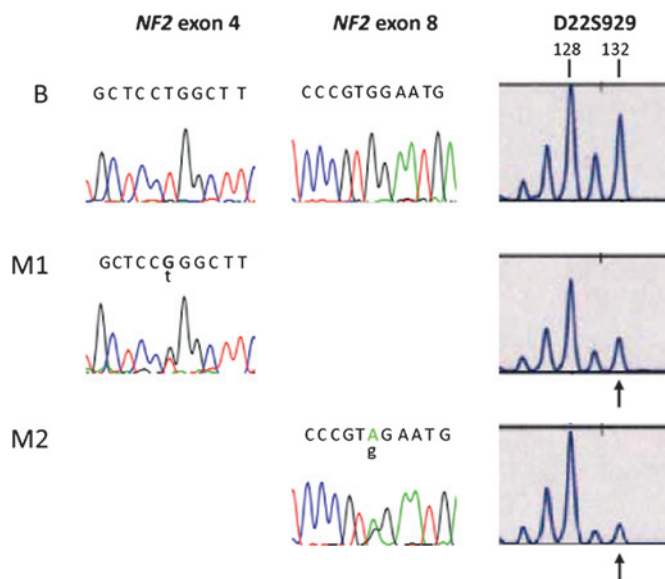 NF2 exon 4 NF2 exon 8 D22S929
128 132
B GCTCCTGGCTT CCCGTGGAATG
M1 GCTCCGGGCTT
t
M2 CCCGTAGAATG
g